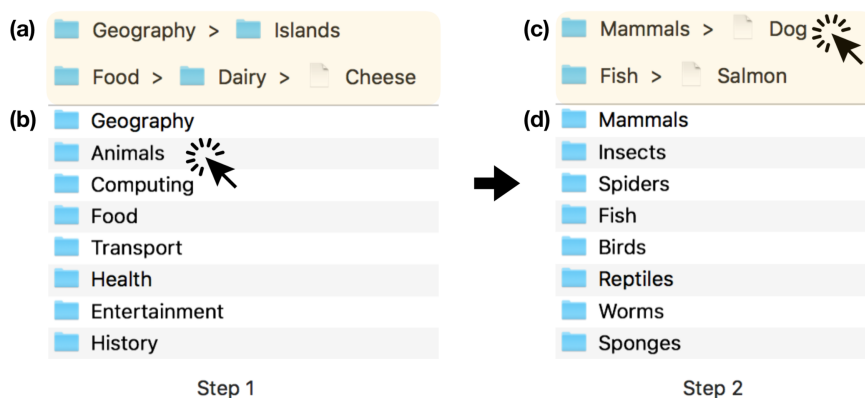 (a) Geography > Islands
Food > Dairy > Cheese
(b) Geography
Animals
Computing
Food
Transport
Health
Entertainment
History
Step 1
(c) Mammals > Dog
Fish > Salmon
(d) Mammals
Insects
Spiders
Fish
Birds
Reptiles
Worms
Sponges
Step 2